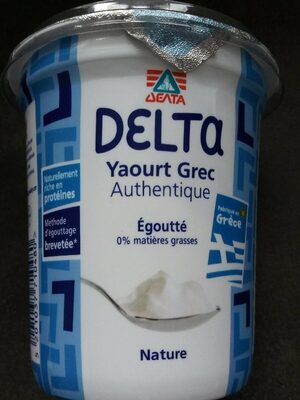 ΔΕΛΤΑ
DELTA
Yaourt Grec
Authentique
Égoutté
0% matières grasses
Naturellement
riche en
protéines
Méthode
d'égouttage
brevetée*
Fabriqué en
Grèce
Nature